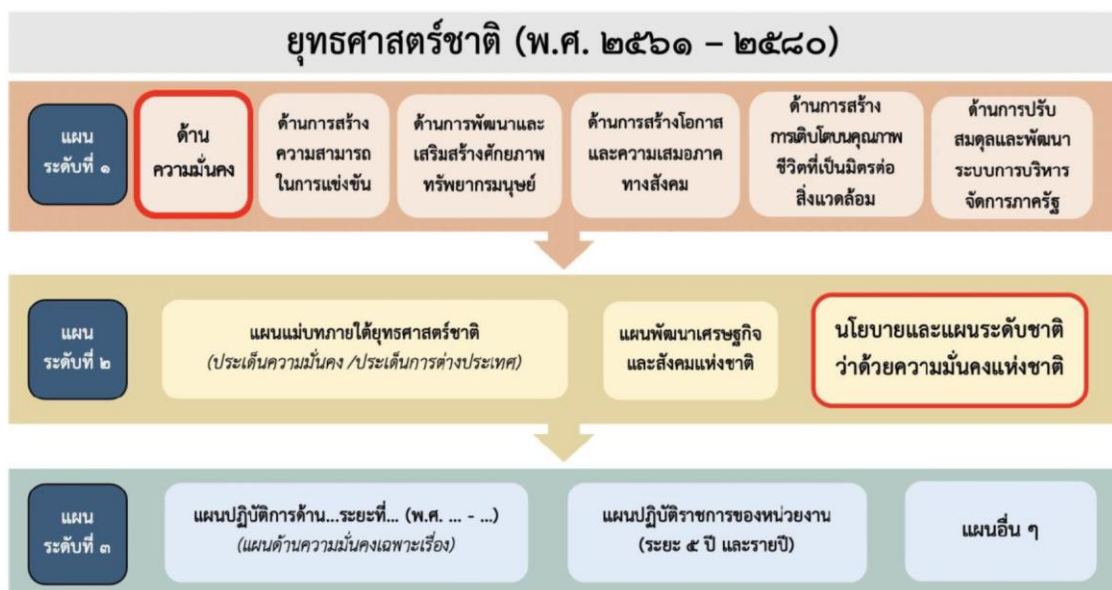 ยุทธศาสตร์ชาติ (พ.ศ. ๒๕๖๑ – ๒๕๘๐)
แผน
ระดับที่ ๑
ด้าน
ความมั่นคง
ด้านการสร้าง
ความสามารถ
ในการแข่งขัน
ด้านการพัฒนาและ
เสริมสร้างศักยภาพ
ทรัพยากรมนุษย์
ด้านการสร้างโอกาส
และความเสมอภาค
ทางสังคม
ด้านการสร้าง
การเติบโตบนคุณภาพ
ชีวิตที่เป็นมิตรต่อ
สิ่งแวดล้อม
ด้านการปรับ
สมดุลและพัฒนา
ระบบการบริหาร
จัดการภาครัฐ
แผน
ระดับที่ ๒
แผนแม่บทภายใต้ยุทธศาสตร์ชาติ
(ประเด็นความมั่นคง /ประเด็นการต่างประเทศ)
แผนพัฒนาเศรษฐกิจ
และสังคมแห่งชาติ
นโยบายและแผนระดับชาติ
ว่าด้วยความมั่นคงแห่งชาติ
แผน
ระดับที่ ๓
แผนปฏิบัติการด้าน...ระยะที่... (พ.ศ. ... - ...)
(แผนด้านความมั่นคงเฉพาะเรื่อง)
แผนปฏิบัติราชการของหน่วยงาน
(ระยะ ๕ ปี และรายปี)
แผนอื่น ๆ